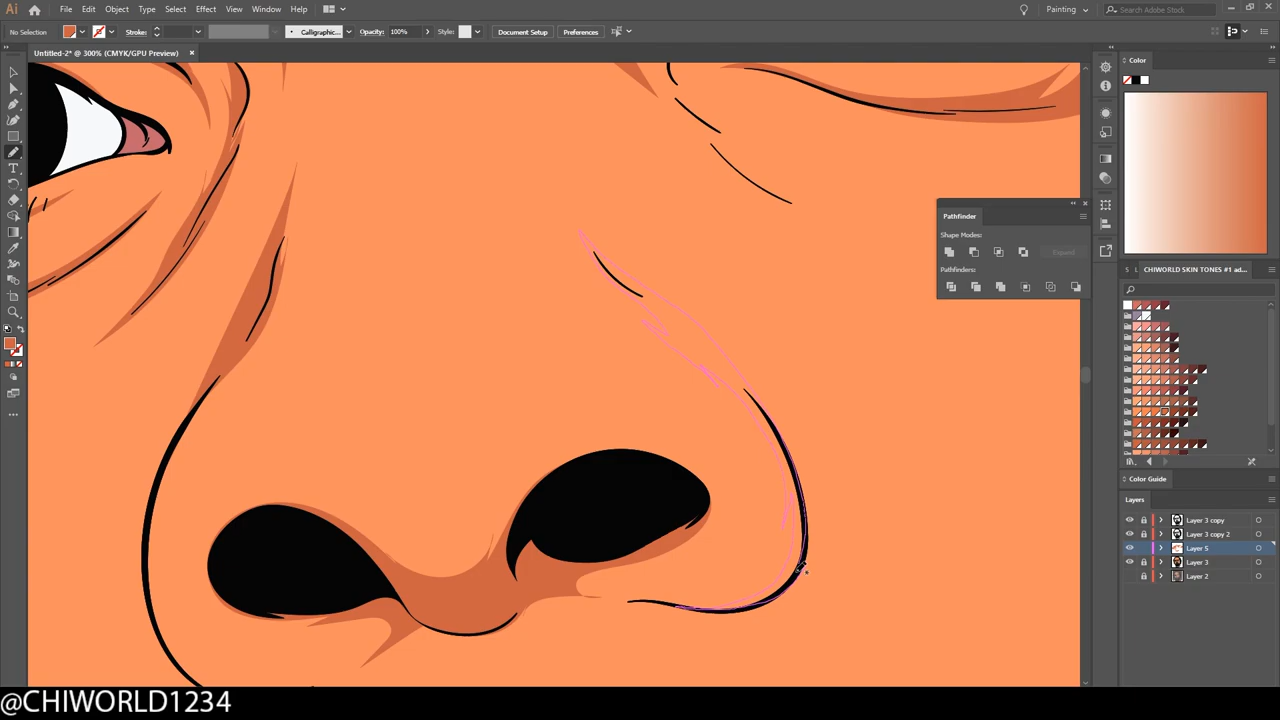 Ai File Edit Object Type Select Effect View Window Help Painting Search Adobe Stock
No Selection Stroke: Calligraphic... Opacity: 100% Style: Document Setup Preferences
Untitled-2* @ 300% (CMYK/GPU Preview)
Color
Pathfinder
Shape Modes:
Expand
Pathfinders:
S L CHIWORLD SKIN TONES #1 ad...
Color Guide
Layers
Layer 3 copy
Layer 3 copy 2
Layer 5
Layer 3
Layer 2
@CHIWORLD1234